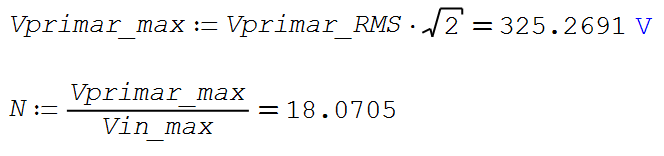 Vprimar_max := Vprimar_RMS · √2 = 325.2691 V
N := Vprimar_max / Vin_max = 18.0705